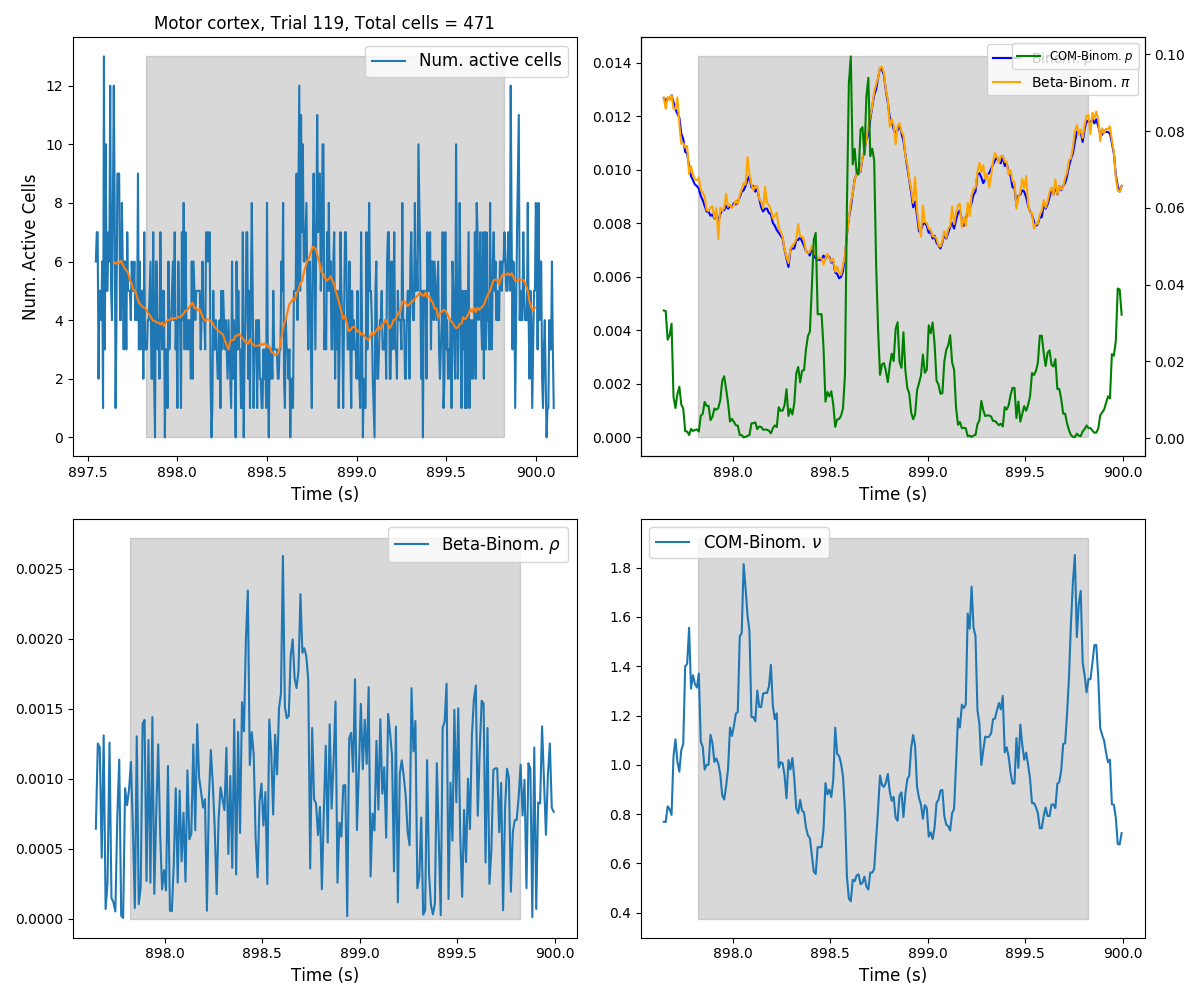 Motor cortex, Trial 119, Total cells = 471
Num. active cells
Num. Active Cells
12
10
8
6
4
2
0
897.5 898.0 898.5 899.0 899.5 900.0
Time (s)
COM-Binom. p
Beta-Binom. π
0.014
0.012
0.010
0.008
0.006
0.004
0.002
0.000
0.10
0.08
0.06
0.04
0.02
0.00
898.0 898.5 899.0 899.5 900.0
Time (s)
Beta-Binom. ρ
0.0025
0.0020
0.0015
0.0010
0.0005
0.0000
898.0 898.5 899.0 899.5 900.0
Time (s)
COM-Binom. ν
1.8
1.6
1.4
1.2
1.0
0.8
0.6
0.4
898.0 898.5 899.0 899.5 900.0
Time (s)